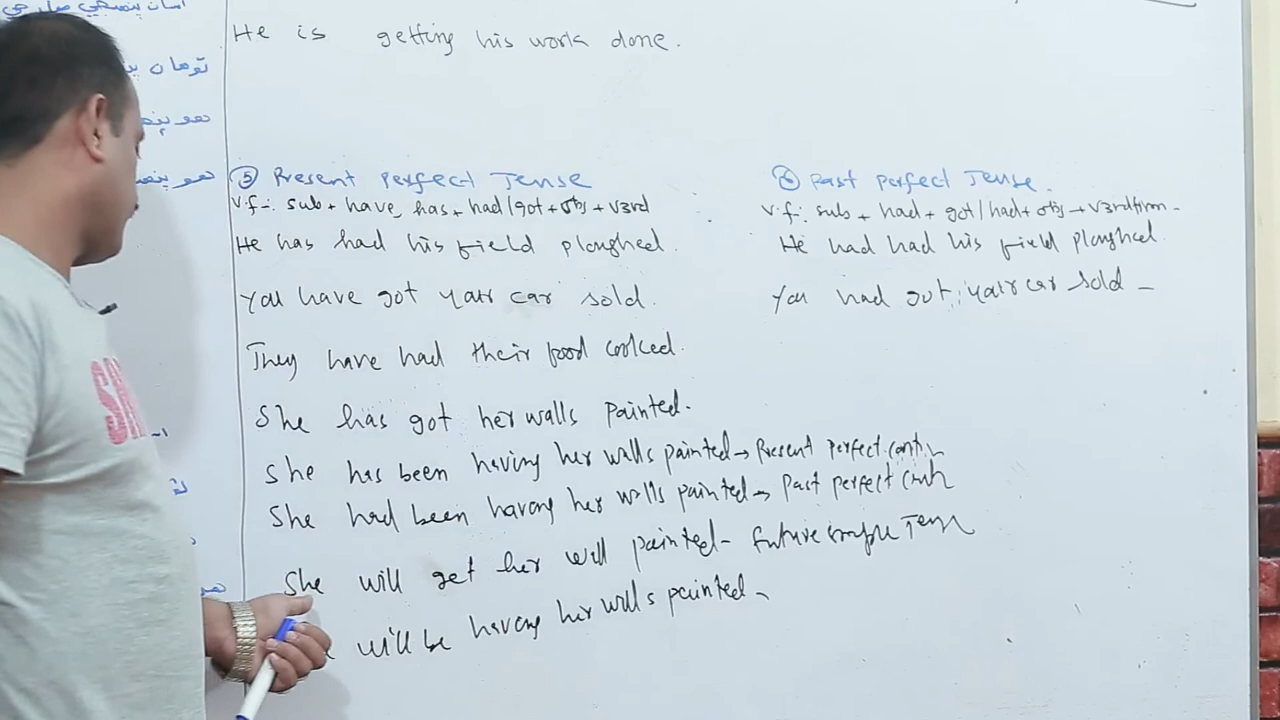 He is getting his work done.
توهان
هو
هو
⑤ Present Perfect Tense
v.f:. sub + have, has + had/got + obj + v3rd
He has had his field ploughed.
You have got your car sold.
They have had their food cooked.
She has got her walls painted.
She has been having her walls painted → Present perfect conti
She had been having her walls painted → Past perfect
She will get her wall painted - future simple Tense
will be having her walls painted -
⑥ Past Perfect Tense.
v.f:. sub + had + got/had + obj + v3rd form -
He had had his field ploughed.
You had got your car sold -